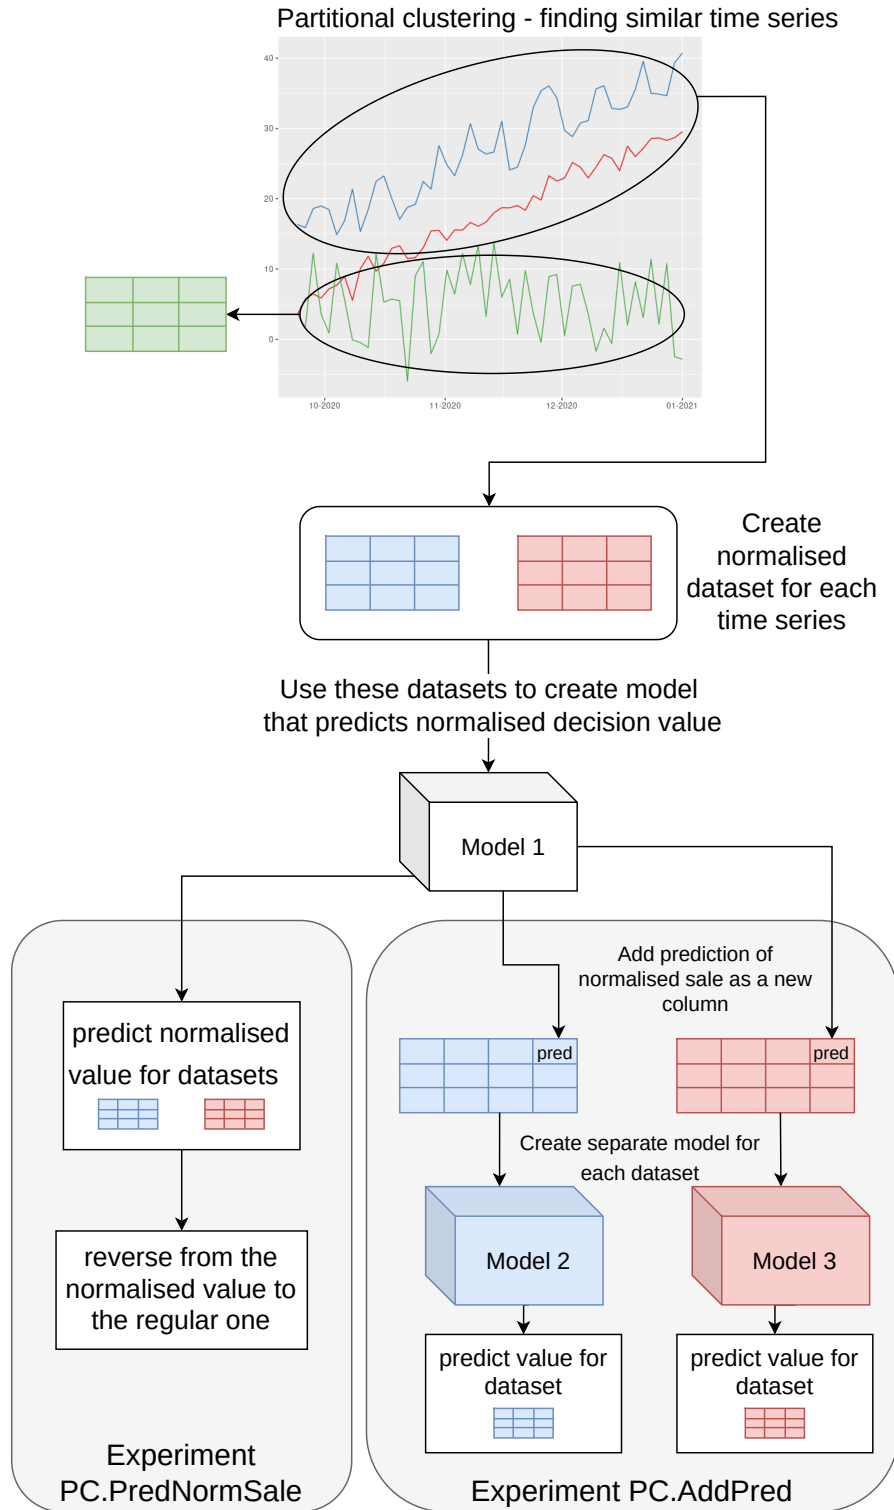 Partitional clustering - finding similar time series
40
30
20
10
0
10-2020
11-2020
12-2020
01-2021
Create
normalised
dataset for each
time series
Use these datasets to create model
that predicts normalised decision value
Model 1
Add prediction of
normalised sale as a new
column
predict normalised
value for datasets
pred
pred
Create separate model for
each dataset
reverse from the
normalised value to
the regular one
Model 2
Model 3
predict value for
dataset
predict value for
dataset
Experiment
PC.PredNormSale
Experiment PC.AddPred